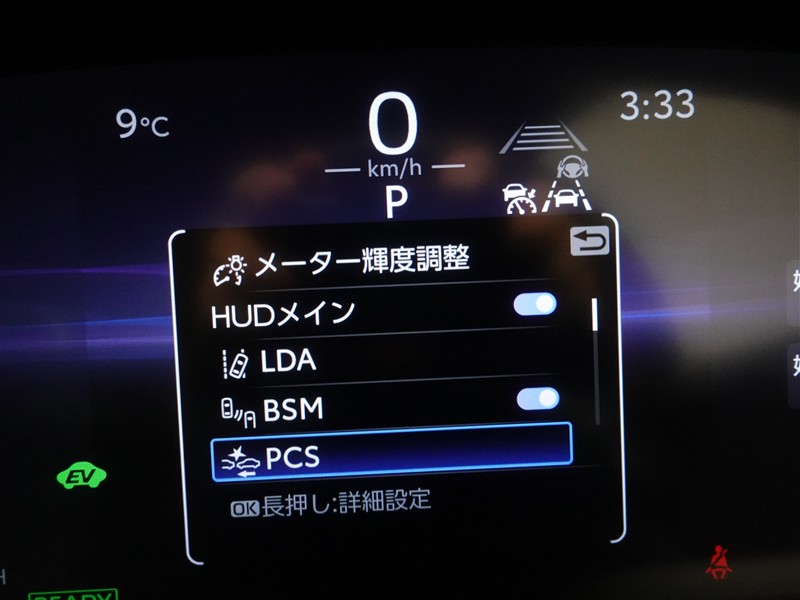 9°C
0
km/h
P
3:33
メーター輝度調整
HUDメイン
LDA
BSM
PCS
OK長押し:詳細設定
EV
READY